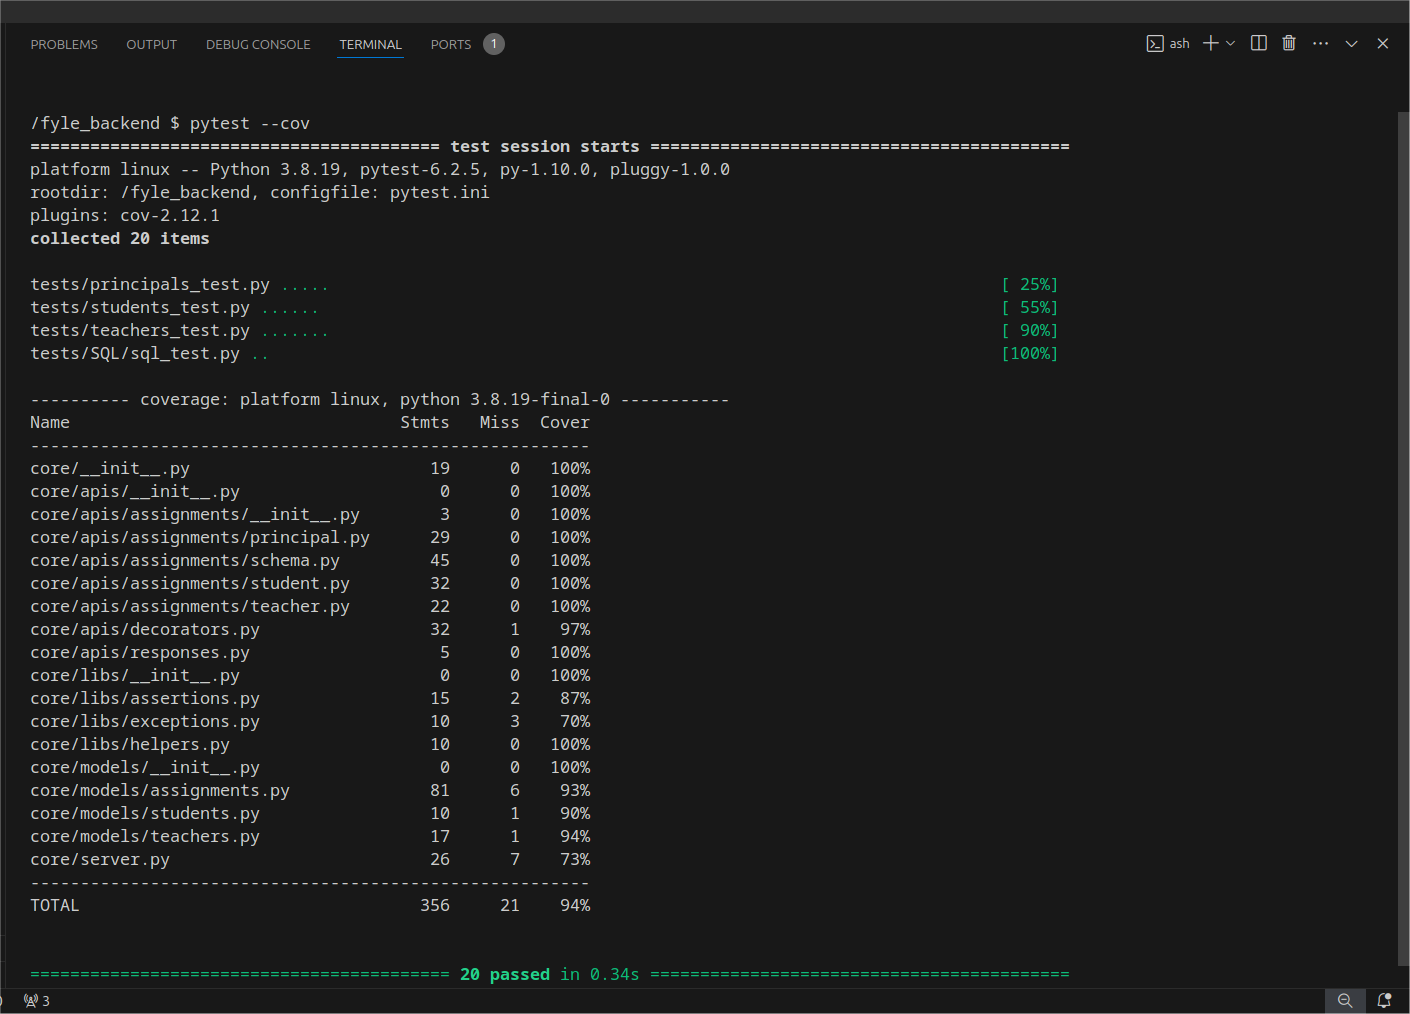 PROBLEMS OUTPUT DEBUG CONSOLE TERMINAL PORTS 1 ash
/fyle_backend $ pytest --cov
========================================= test session starts ==========================================
platform linux -- Python 3.8.19, pytest-6.2.5, py-1.10.0, pluggy-1.0.0
rootdir: /fyle_backend, configfile: pytest.ini
plugins: cov-2.12.1
collected 20 items
tests/principals_test.py ..... [ 25%]
tests/students_test.py ...... [ 55%]
tests/teachers_test.py ....... [ 90%]
tests/SQL/sql_test.py .. [100%]
---------- coverage: platform linux, python 3.8.19-final-0 -----------
Name Stmts Miss Cover
--------------------------------------------------------
core/__init__.py 19 0 100%
core/apis/__init__.py 0 0 100%
core/apis/assignments/__init__.py 3 0 100%
core/apis/assignments/principal.py 29 0 100%
core/apis/assignments/schema.py 45 0 100%
core/apis/assignments/student.py 32 0 100%
core/apis/assignments/teacher.py 22 0 100%
core/apis/decorators.py 32 1 97%
core/apis/responses.py 5 0 100%
core/libs/__init__.py 0 0 100%
core/libs/assertions.py 15 2 87%
core/libs/exceptions.py 10 3 70%
core/libs/helpers.py 10 0 100%
core/models/__init__.py 0 0 100%
core/models/assignments.py 81 6 93%
core/models/students.py 10 1 90%
core/models/teachers.py 17 1 94%
core/server.py 26 7 73%
--------------------------------------------------------
TOTAL 356 21 94%
========================================== 20 passed in 0.34s ==========================================
3